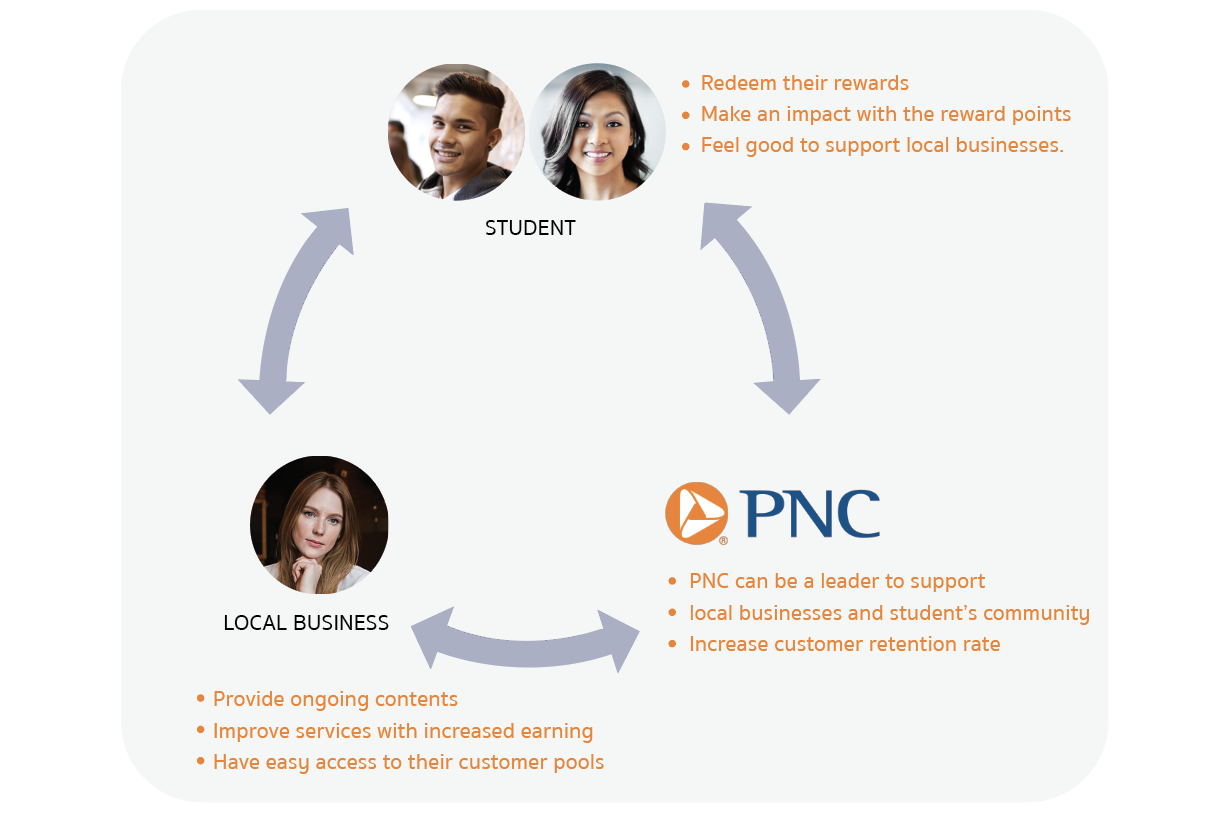 Redeem their rewards
Make an impact with the reward points
Feel good to support local businesses.
STUDENT
PNC
®
PNC can be a leader to support
local businesses and student's community
Increase customer retention rate
LOCAL BUSINESS
Provide ongoing contents
Improve services with increased earning
Have easy access to their customer pools